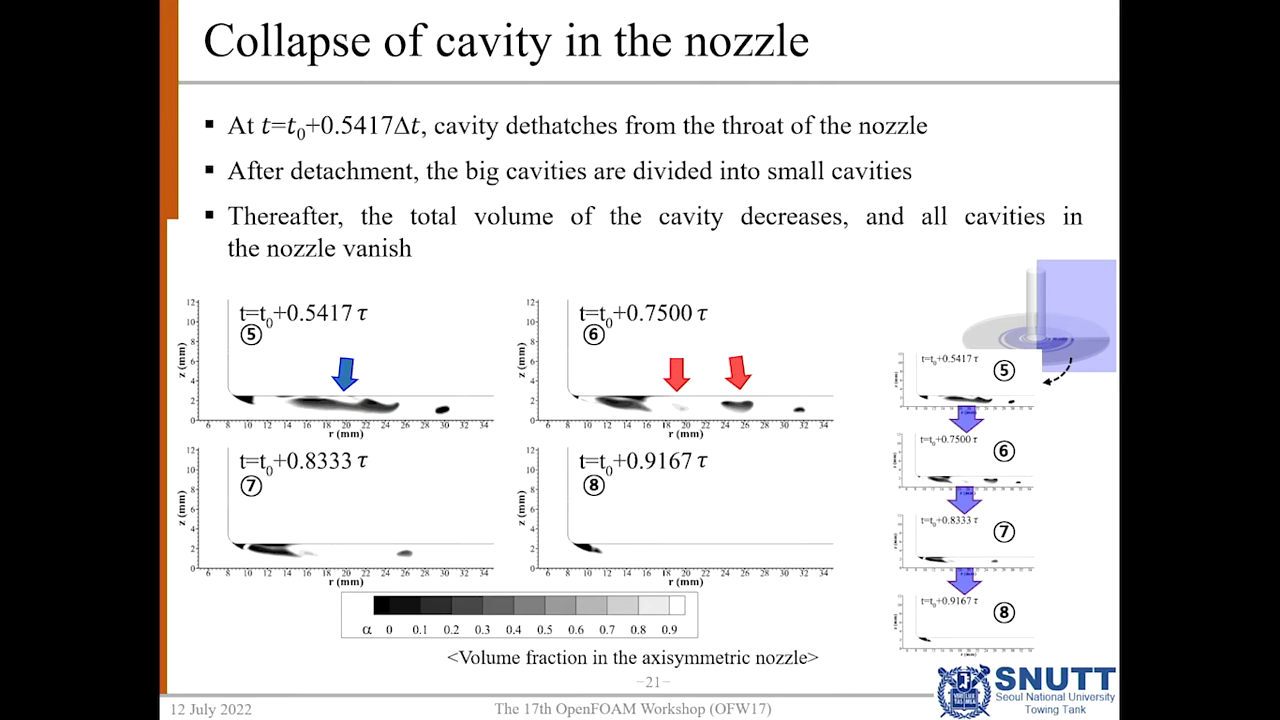 Collapse of cavity in the nozzle
▪ At t=t0+0.5417Δt, cavity dethatches from the throat of the nozzle
▪ After detachment, the big cavities are divided into small cavities
▪ Thereafter, the total volume of the cavity decreases, and all cavities in
the nozzle vanish
t=t0+0.5417 τ
⑤
z (mm)
12
10
8
6
4
2
0
6 8 10 12 14 16 18 20 22 24 26 28 30 32 34
r (mm)
t=t0+0.7500 τ
⑥
z (mm)
12
10
8
6
4
2
0
6 8 10 12 14 16 18 20 22 24 26 28 30 32 34
r (mm)
t=t0+0.8333 τ
⑦
z (mm)
12
10
8
6
4
2
0
6 8 10 12 14 16 18 20 22 24 26 28 30 32 34
r (mm)
t=t0+0.9167 τ
⑧
z (mm)
12
10
8
6
4
2
0
6 8 10 12 14 16 18 20 22 24 26 28 30 32 34
r (mm)
α 0 0.1 0.2 0.3 0.4 0.5 0.6 0.7 0.8 0.9
<Volume fraction in the axisymmetric nozzle>
t=t0+0.5417 τ
⑤
t=t0+0.7500 τ
⑥
t=t0+0.8333 τ
⑦
t=t0+0.9167 τ
⑧
−21−
12 July 2022
The 17th OpenFOAM Workshop (OFW17)
SNUTT
Seoul National University
Towing Tank